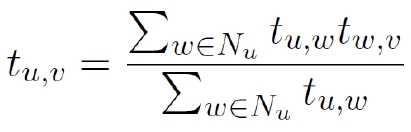 $t_{u,v} = \frac{\sum_{w \in N_u} t_{u,w} t_{w,v}}{\sum_{w \in N_u} t_{u,w}}$